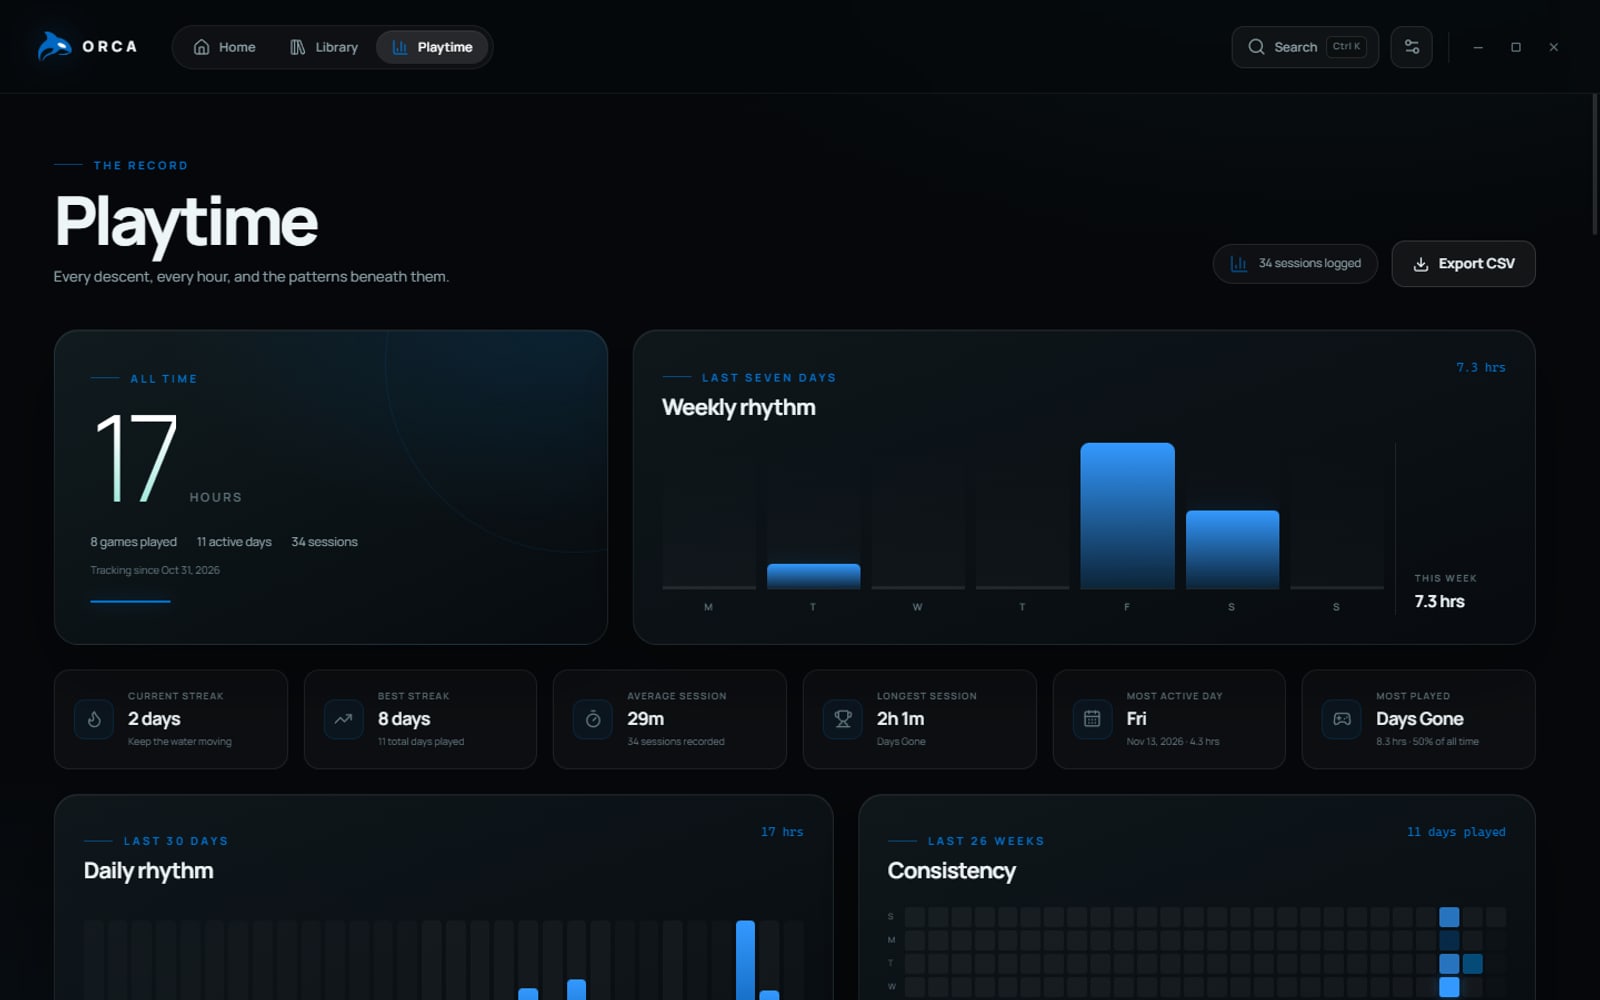 ORCA
Home
Library
Playtime
Search
Ctrl K
THE RECORD
Playtime
Every descent, every hour, and the patterns beneath them.
34 sessions logged
Export CSV
ALL TIME
17 HOURS
8 games played 11 active days 34 sessions
Tracking since Oct 31, 2026
LAST SEVEN DAYS
7.3 hrs
Weekly rhythm
M T W T F S S
THIS WEEK
7.3 hrs
CURRENT STREAK
2 days
Keep the water moving
BEST STREAK
8 days
11 total days played
AVERAGE SESSION
29m
34 sessions recorded
LONGEST SESSION
2h 1m
Days Gone
MOST ACTIVE DAY
Fri
Nov 13, 2026 · 4.3 hrs
MOST PLAYED
Days Gone
8.3 hr · 50% of all time
LAST 30 DAYS
17 hrs
Daily rhythm
LAST 26 WEEKS
11 days played
Consistency
S
M
T
W